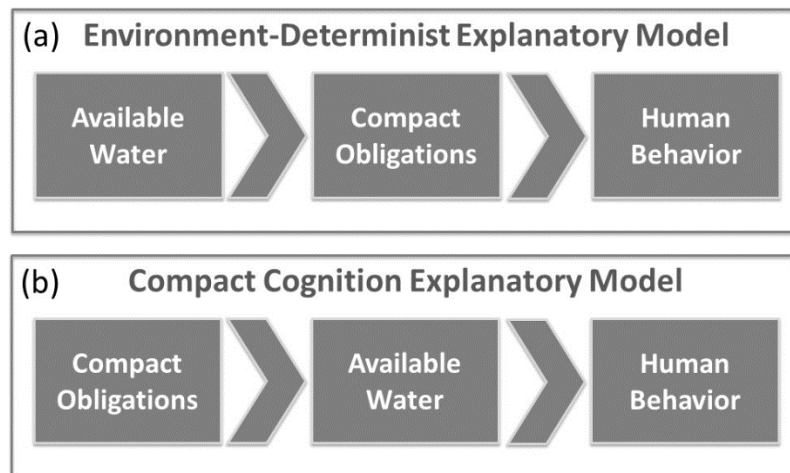 (a) Environment-Determinist Explanatory Model
Available
Water
Compact
Obligations
Human
Behavior
(b) Compact Cognition Explanatory Model
Compact
Obligations
Available
Water
Human
Behavior